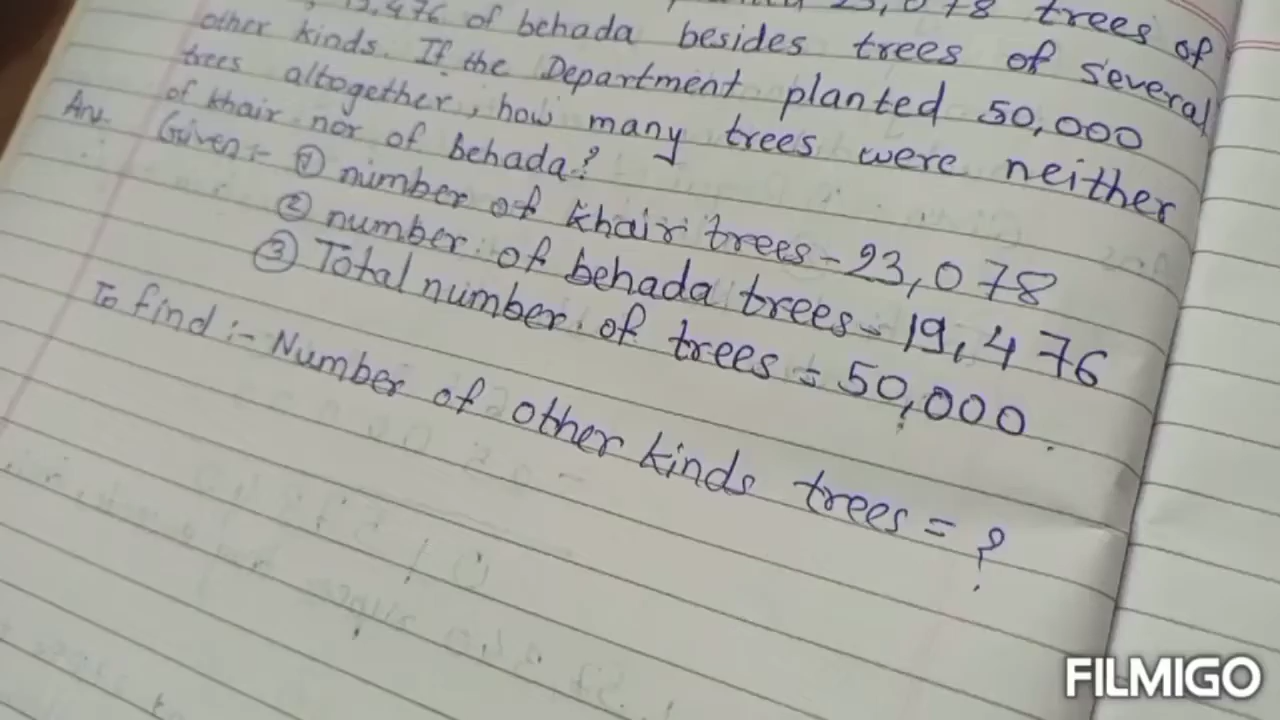 23,078 trees of
19,476 of behada besides trees of several
other kinds. If the Department planted 50,000
trees altogether, how many trees were neither
of khair nor of behada?
Ans. Given:- ① number of khair trees - 23,078
② number of behada trees - 19,476
③ Total number of trees = 50,000.
To find :- Number of other kinds trees = ?
FILMIGO